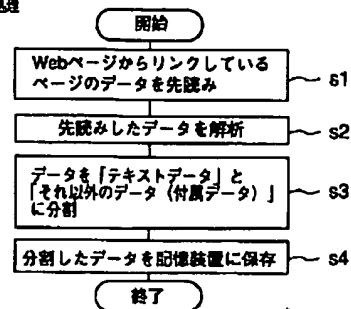 処理
開始
Webページからリンクしている
ページのデータを先読み
s1
先読みしたデータを解析
s2
データを「テキストデータ」と
「それ以外のデータ（付属データ）」
に分割
s3
分割したデータを記憶装置に保存
s4
終了